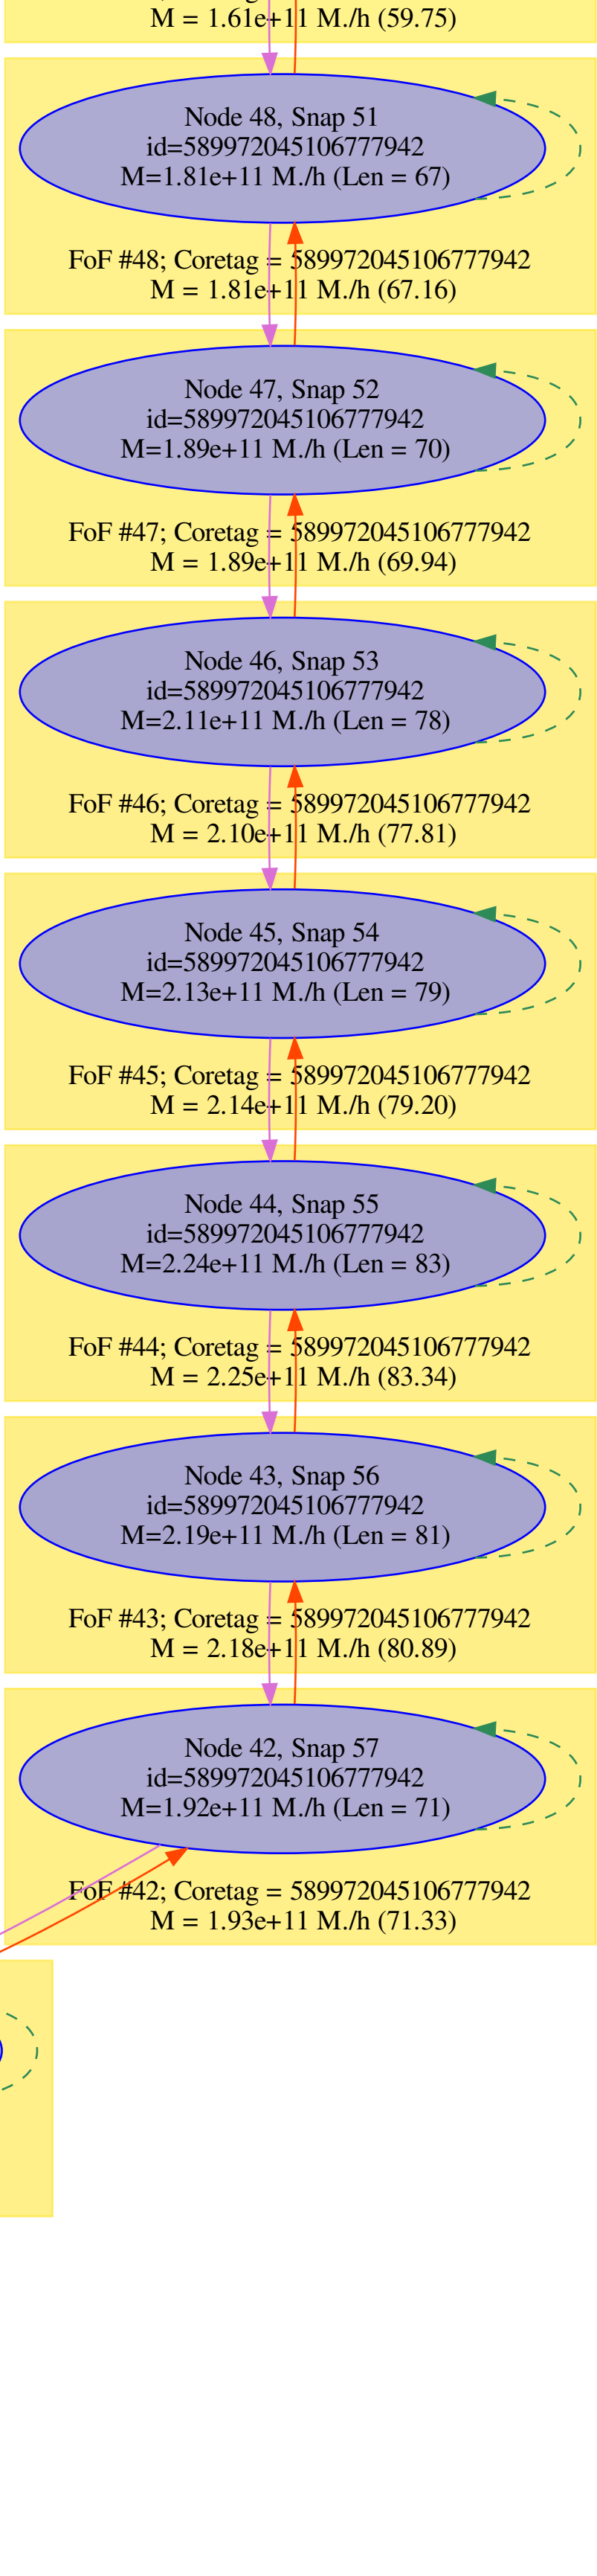 M = 1.61e+11 M./h (59.75)
Node 48, Snap 51
id=589972045106777942
M=1.81e+11 M./h (Len = 67)
FoF #48; Coretag = 589972045106777942
M = 1.81e+11 M./h (67.16)
Node 47, Snap 52
id=589972045106777942
M=1.89e+11 M./h (Len = 70)
FoF #47; Coretag = 589972045106777942
M = 1.89e+11 M./h (69.94)
Node 46, Snap 53
id=589972045106777942
M=2.11e+11 M./h (Len = 78)
FoF #46; Coretag = 589972045106777942
M = 2.10e+11 M./h (77.81)
Node 45, Snap 54
id=589972045106777942
M=2.13e+11 M./h (Len = 79)
FoF #45; Coretag = 589972045106777942
M = 2.14e+11 M./h (79.20)
Node 44, Snap 55
id=589972045106777942
M=2.24e+11 M./h (Len = 83)
FoF #44; Coretag = 589972045106777942
M = 2.25e+11 M./h (83.34)
Node 43, Snap 56
id=589972045106777942
M=2.19e+11 M./h (Len = 81)
FoF #43; Coretag = 589972045106777942
M = 2.18e+11 M./h (80.89)
Node 42, Snap 57
id=589972045106777942
M=1.92e+11 M./h (Len = 71)
FoF #42; Coretag = 589972045106777942
M = 1.93e+11 M./h (71.33)